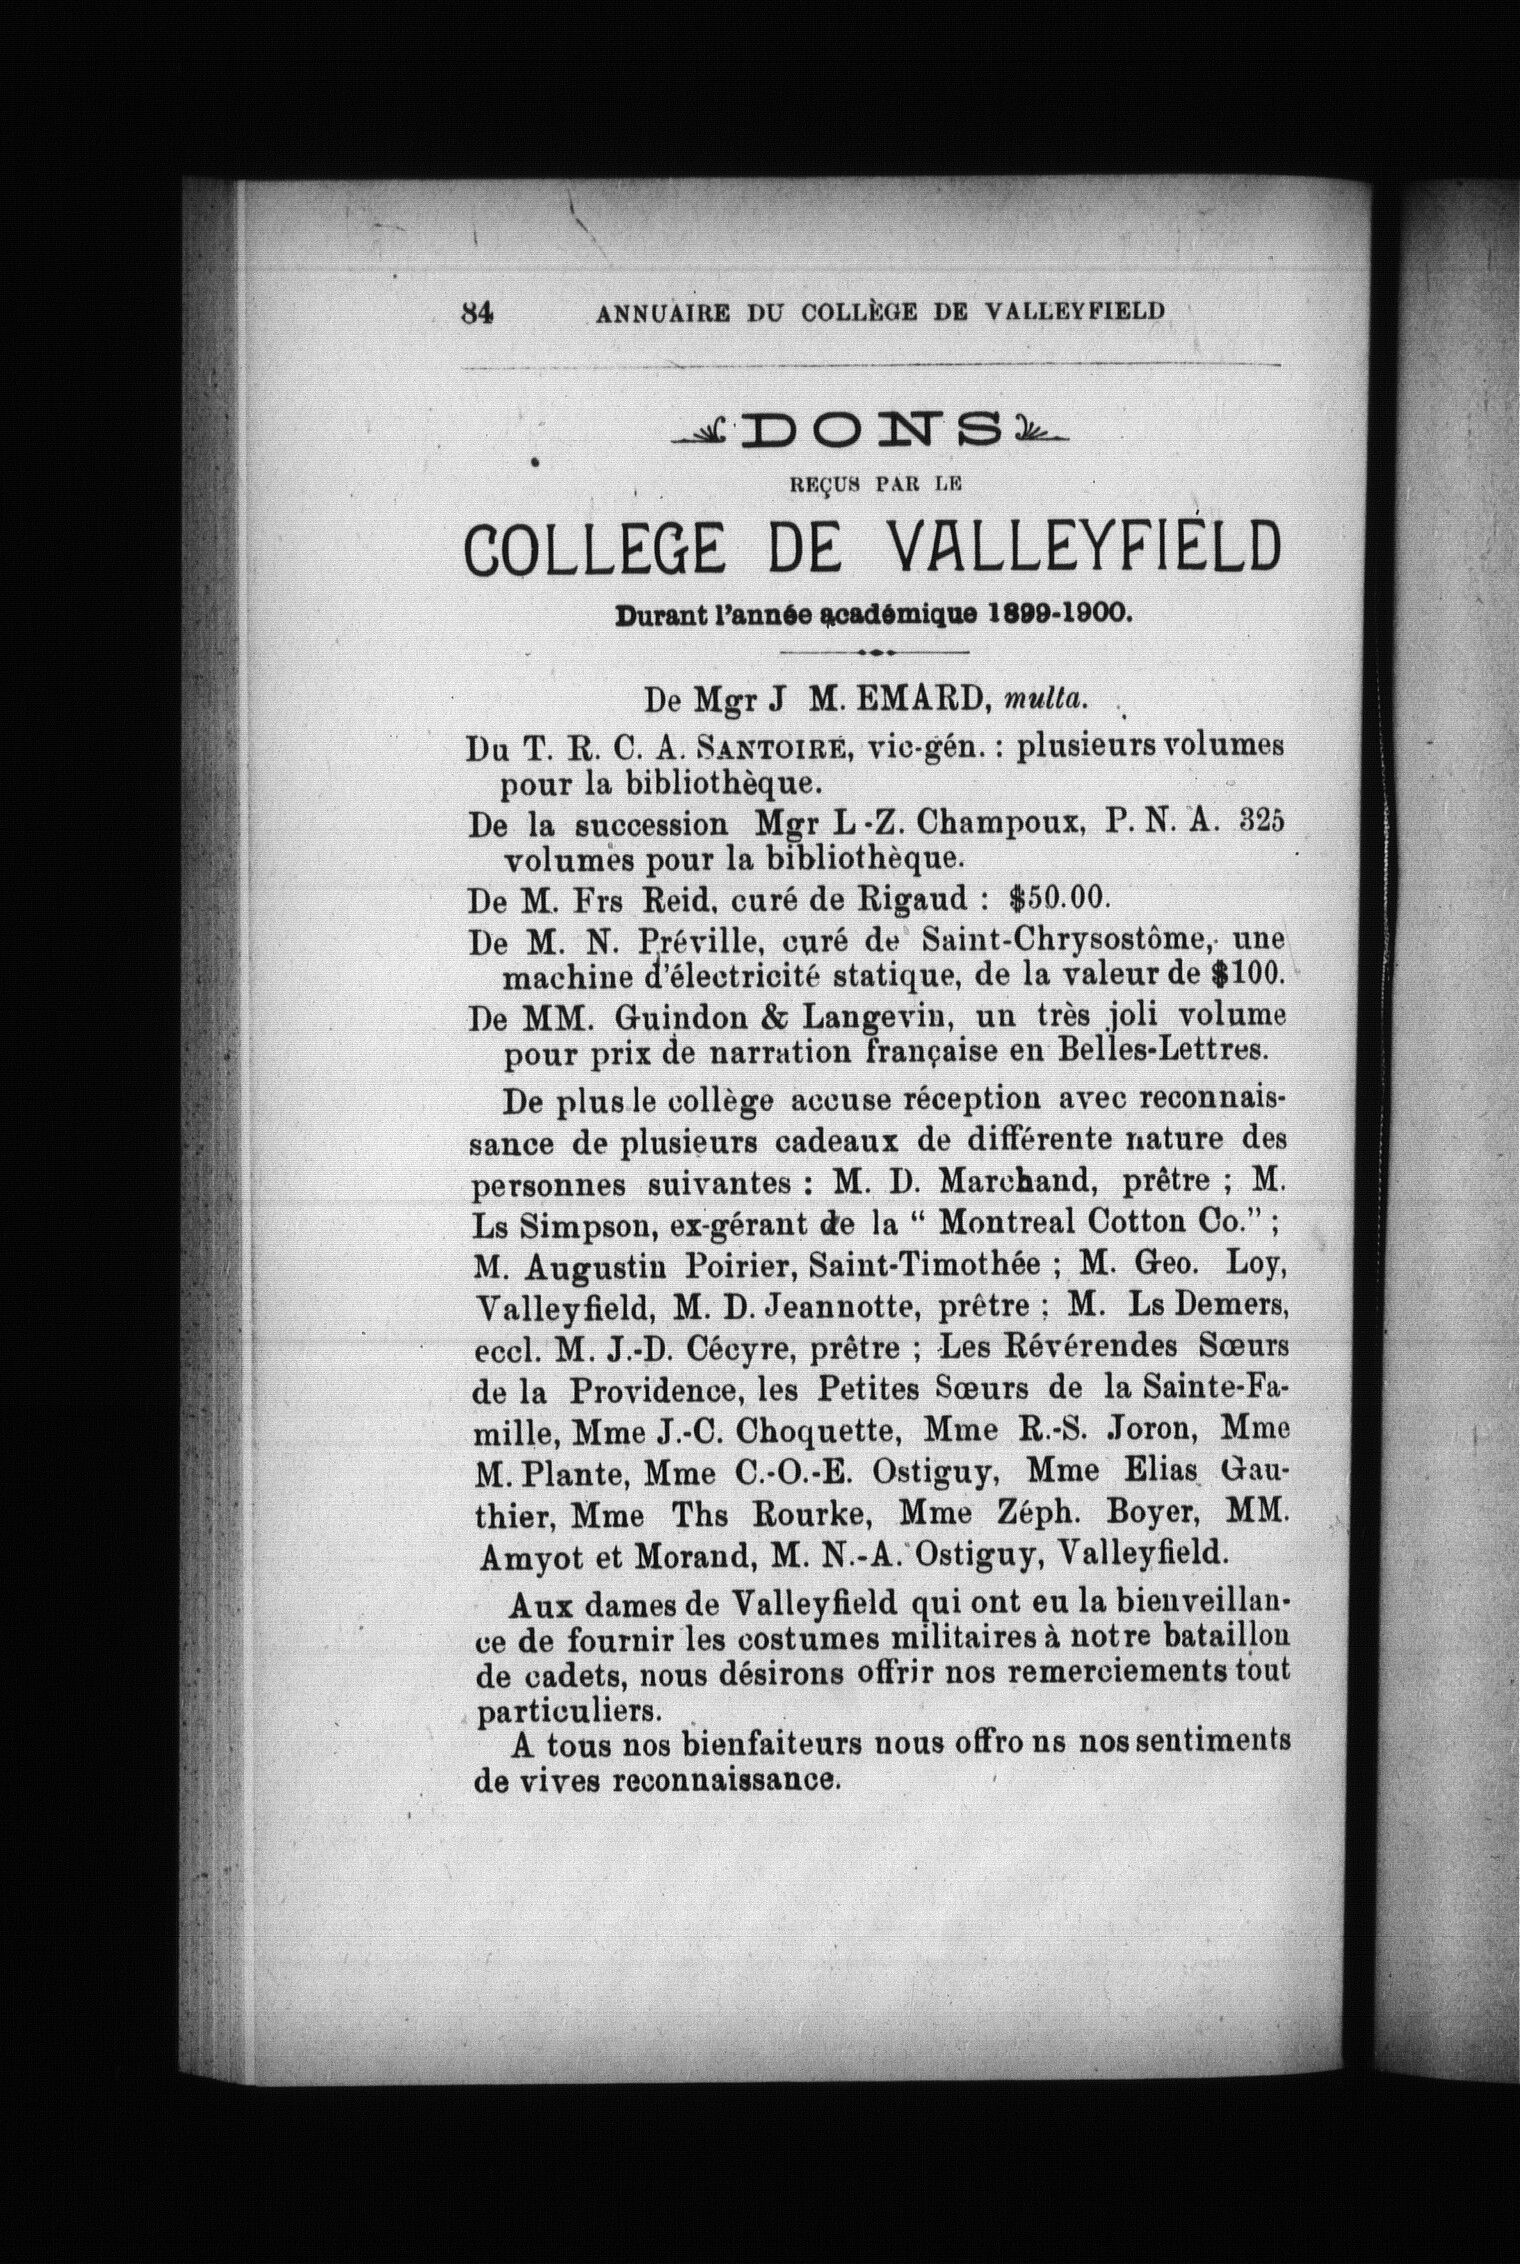 84 ANNUAIRE DU COLLÈGE DE VALLEYFIELD
DONS
REÇUS PAR LE
COLLEGE DE VALLEYFIELD
Durant l'année académique 1899-1900.
De Mgr J M. EMARD, multa.
Du T. R. C. A. SANTOIRE, vic-gén. : plusieurs volumes
pour la bibliothèque.
De la succession Mgr L -Z. Champoux, P. N. A. 325
volumes pour la bibliothèque.
De M. Frs Reid, curé de Rigaud : $50.00.
De M. N. Préville, curé de Saint-Chrysostôme, une
machine d'électricité statique, de la valeur de $100.
De MM. Guindon & Langevin, un très joli volume
pour prix de narration française en Belles-Lettres.
De plus le collège accuse réception avec reconnais-
sance de plusieurs cadeaux de différente nature des
personnes suivantes : M. D. Marchand, prêtre ; M.
Ls Simpson, ex-gérant de la “ Montreal Cotton Co.” ;
M. Augustin Poirier, Saint-Timothée ; M. Geo. Loy,
Valleyfield, M. D. Jeannotte, prêtre ; M. Ls Demers,
eccl. M. J.-D. Cécyre, prêtre ; Les Révérendes Sœurs
de la Providence, les Petites Sœurs de la Sainte-Fa-
mille, Mme J.-C. Choquette, Mme R.-S. Joron, Mme
M. Plante, Mme C.-O.-E. Ostiguy, Mme Elias Gau-
thier, Mme Ths Rourke, Mme Zéph. Boyer, MM.
Amyot et Morand, M. N.-A. Ostiguy, Valleyfield.
Aux dames de Valleyfield qui ont eu la bienveillan-
ce de fournir les costumes militaires à notre bataillon
de cadets, nous désirons offrir nos remerciements tout
particuliers.
A tous nos bienfaiteurs nous offro ns nos sentiments
de vives reconnaissance.